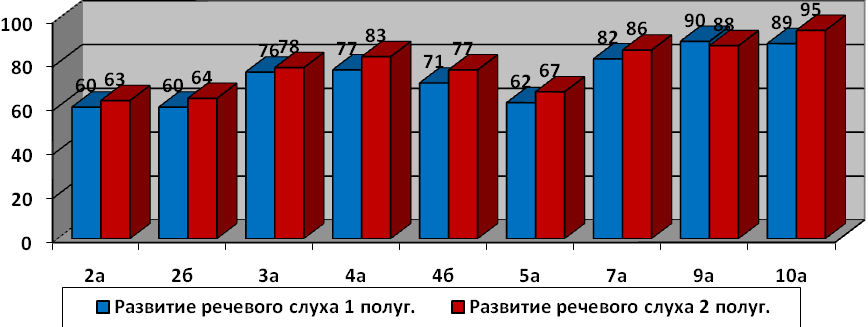 100
80
60
40
20
0
60 63 60 64 76 78 77 83 71 77 62 67 82 86 90 88 89 95
2а 2б 3а 4а 4б 5а 7а 9а 10а
Развитие речевого слуха 1 полуг. Развитие речевого слуха 2 полуг.